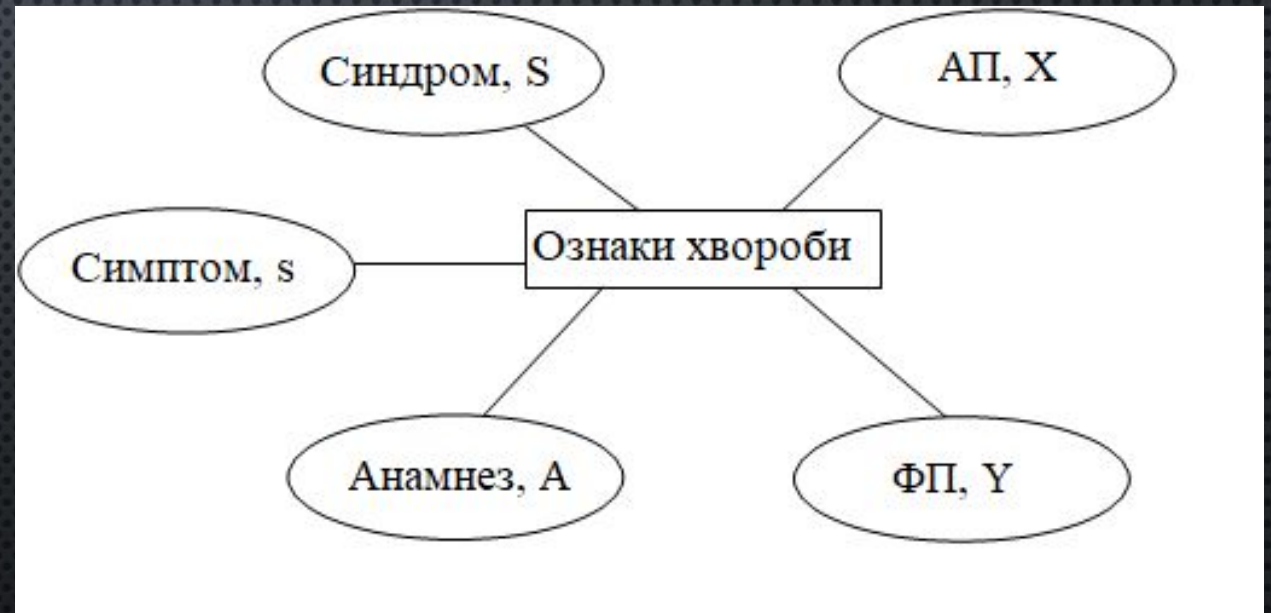 Синдром, S
АП, X
Ознаки хвороби
Симптом, s
Анамнез, А
ФП, Y